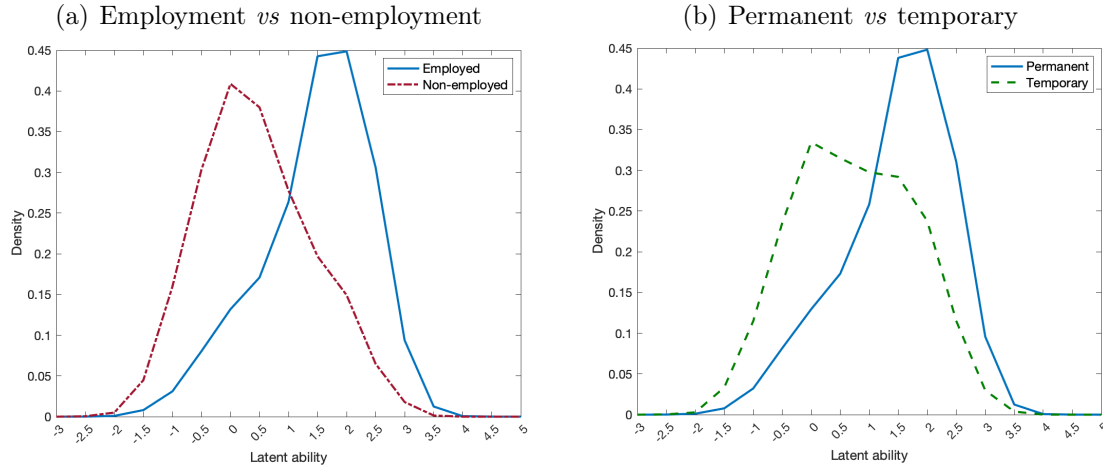 (a) Employment vs non-employment
0.45
0.4
0.35
0.3
0.25
0.2
0.15
0.1
0.05
0
Density
Employed
Non-employed
-3 -2.5 -2 -1.5 -1 -0.5 0 0.5 1 1.5 2 2.5 3 3.5 4 4.5 5
Latent ability
(b) Permanent vs temporary
0.45
0.4
0.35
0.3
0.25
0.2
0.15
0.1
0.05
0
Density
Permanent
Temporary
-3 -2.5 -2 -1.5 -1 -0.5 0 0.5 1 1.5 2 2.5 3 3.5 4 4.5 5
Latent ability